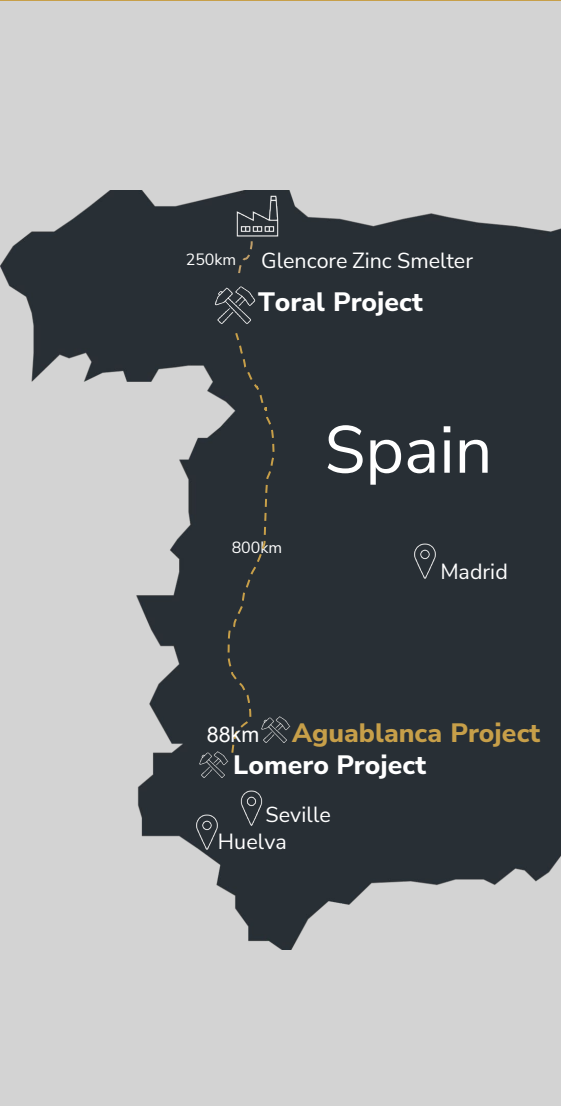 250km
Glencore Zinc Smelter
Toral Project
Spain
800km
Madrid
88km
Aguablanca Project
Lomero Project
Seville
Huelva